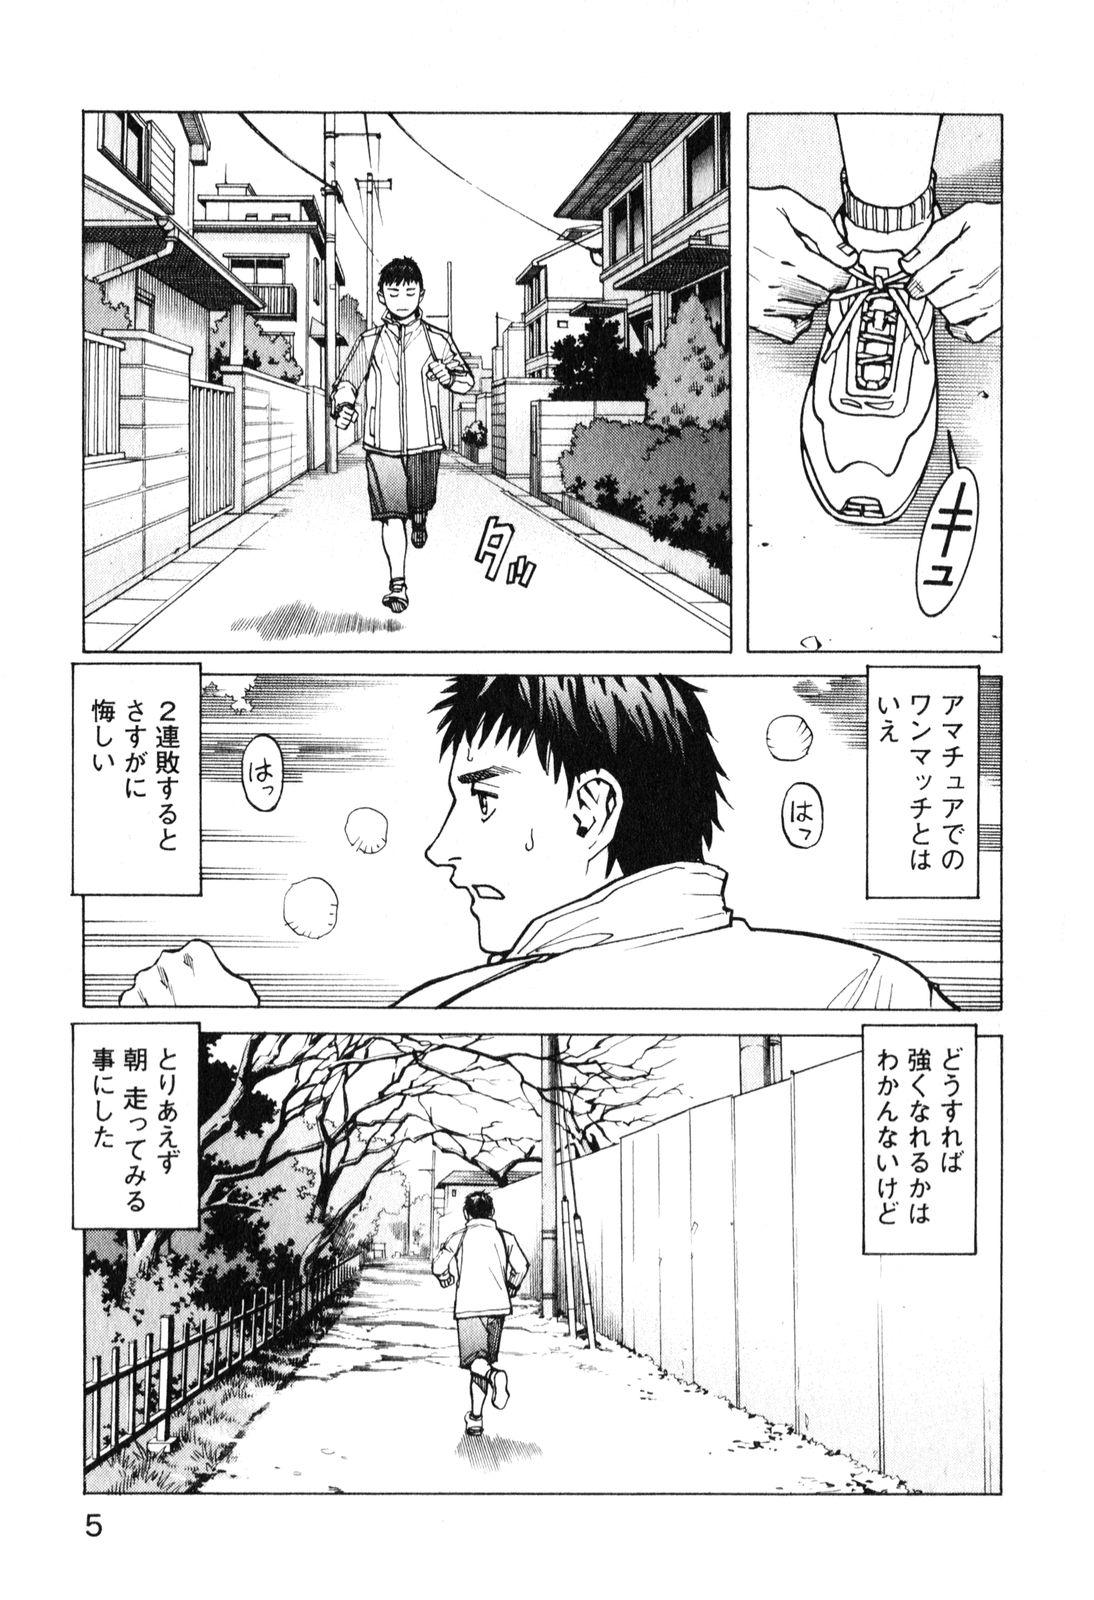 キュ
タッ
アマチュアでの
ワンマッチとは
いえ
はっ
はっ
2連敗すると
さすがに
悔しい
どうすれば
強くなれるかは
わかんないけど
とりあえず
朝 走ってみる
事にした
5